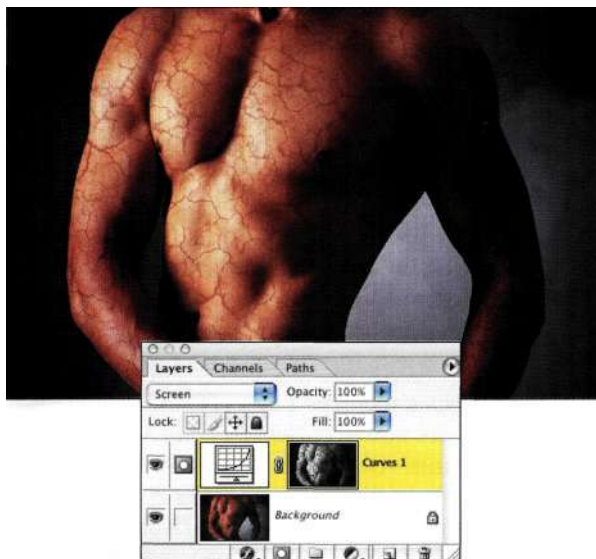 Layers Channels Paths
Screen Opacity: 100%
Lock: Fill: 100%
Curves 1
Background